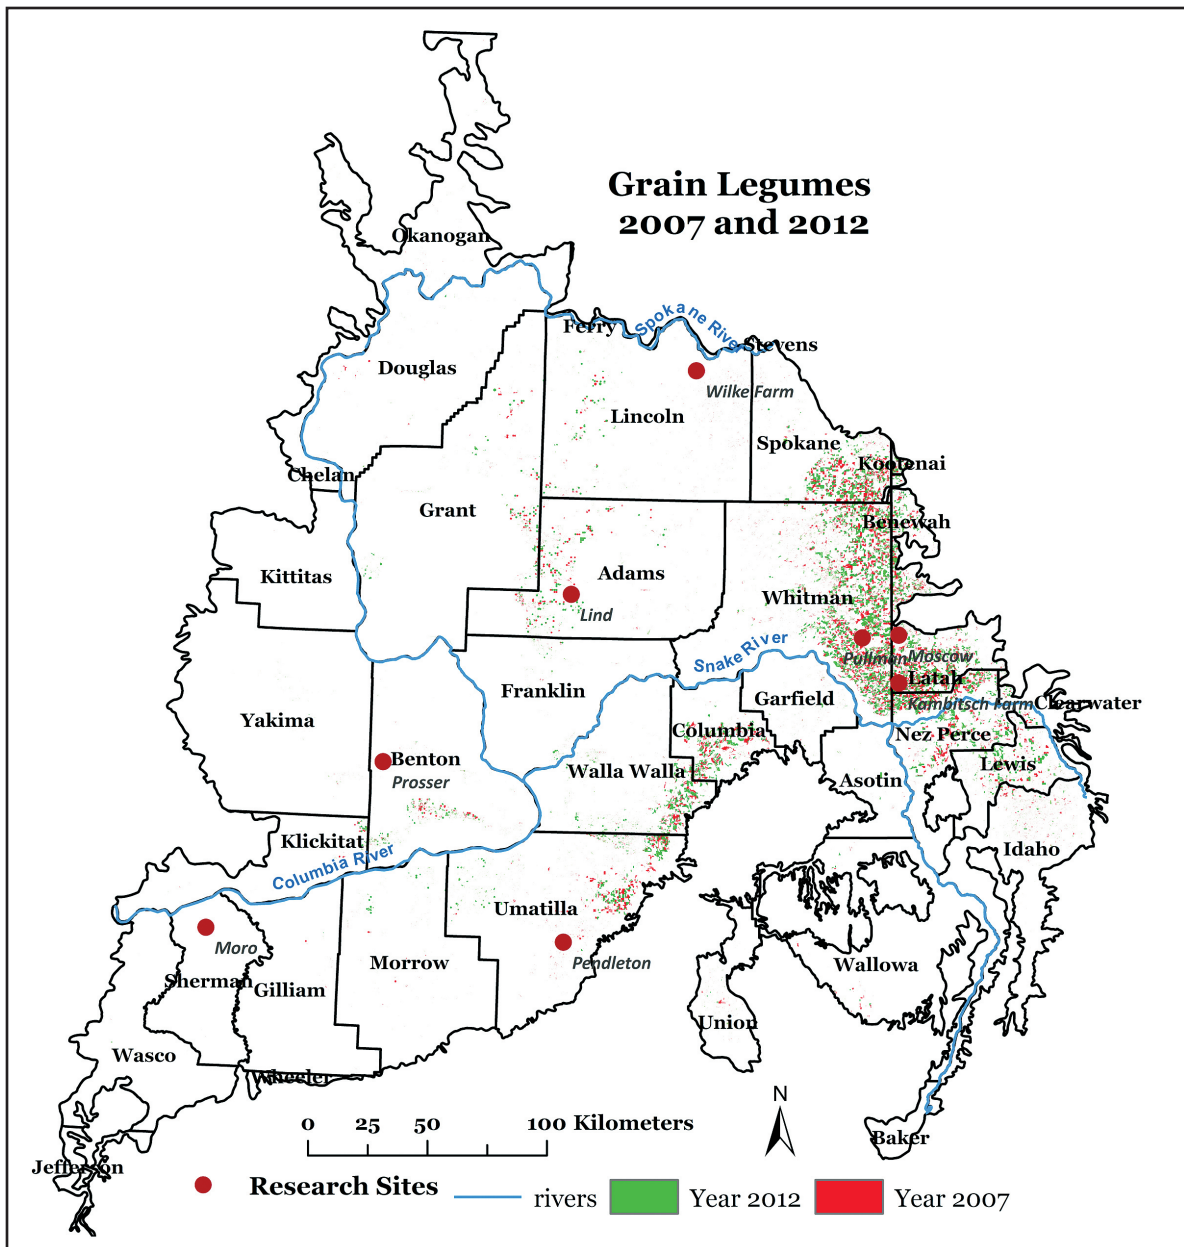 Grain Legumes
2007 and 2012
Okanogan
Ferry
Spokane River
Stevens
Douglas
Wilke Farm
Lincoln
Spokane
Kootenai
Chelan
Grant
Benewah
Kittitas
Adams
Whitman
Lind
Snake River
Pullman
Moscow
Latah
Franklin
Garfield
Kambitsch Farm
Clearwater
Yakima
Columbia
Nez Perce
Benton
Prosser
Walla Walla
Asotin
Lewis
Klickitat
Columbia River
Idaho
Umatilla
Moro
Pendleton
Morrow
Wallowa
Sherman
Gilliam
Union
Wasco
Wheeler
N
0 25 50 100 Kilometers
Baker
Jefferson
Research Sites
rivers
Year 2012
Year 2007